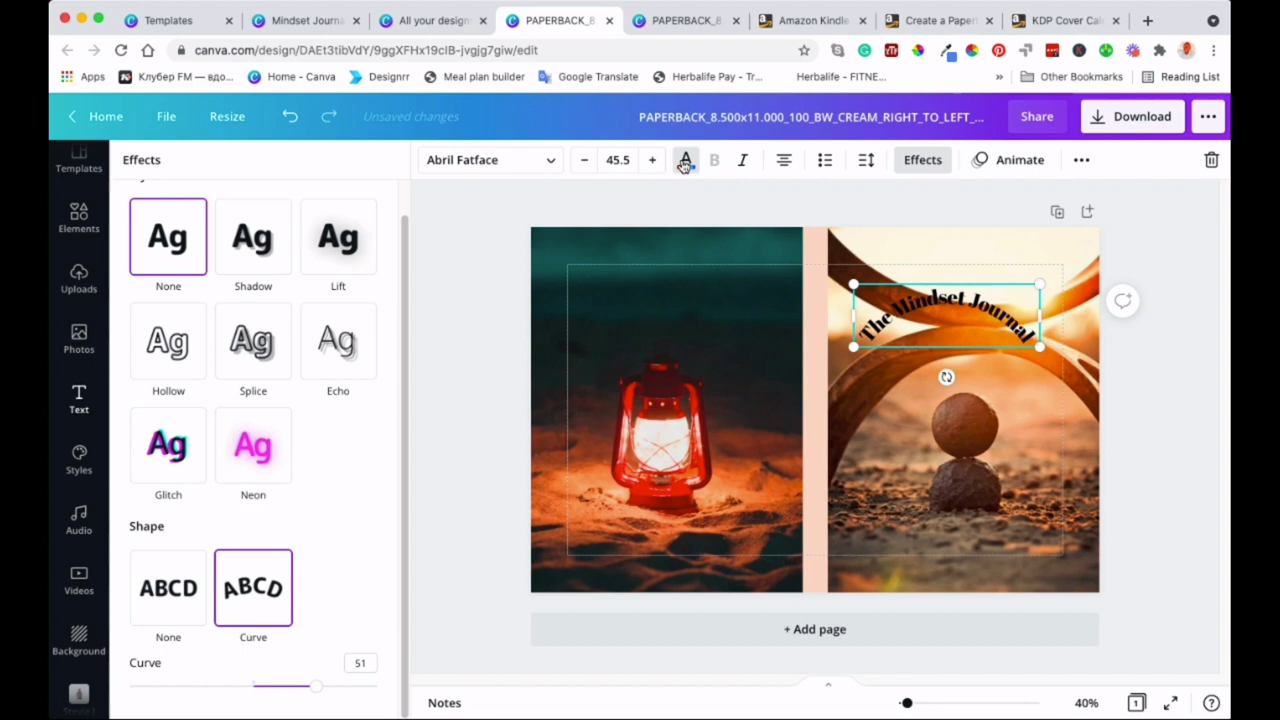 Templates
Mindset Journa
All your design
PAPERBACK_8
PAPERBACK_8.
Amazon Kindle
Create a Paper
KDP Cover Cal
canva.com/design/DAEt3tibVdY/9ggXFHx19cIB-jvgjg7giw/edit
Apps
Клубер FM — вдо...
Home - Canva
Designrr
Meal plan builder
Google Translate
Herbalife Pay - Tr...
Herbalife - FITNE...
»
Other Bookmarks
Reading List
Home
File
Resize
Unsaved changes
PAPERBACK_8.500x11.000_100_BW_CREAM_RIGHT_TO_LEFT_...
Share
Download
Templates
Elements
Uploads
Photos
Text
Styles
Audio
Videos
Background
Effects
Abril Fatface
– 45.5 +
A
B
I
Effects
Animate
Ag
None
Ag
Shadow
Ag
Lift
Ag
Hollow
Ag
Splice
Ag
Echo
Ag
Glitch
Ag
Neon
Shape
ABCD
None
ABCD
Curve
Curve
51
The Mindset Journal
+ Add page
Notes
40%
1
?